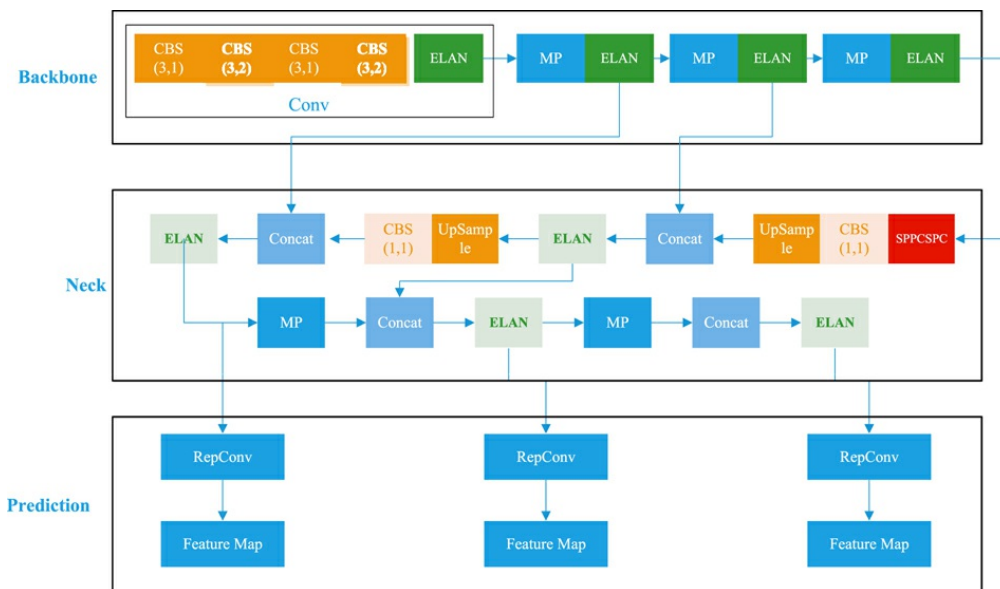 Backbone
CBS
(3,1)
CBS
(3,2)
CBS
(3,1)
CBS
(3,2)
ELAN
Conv
MP
ELAN
MP
ELAN
MP
ELAN
Neck
ELAN
Concat
CBS
(1,1)
UpSamp
le
ELAN
Concat
UpSamp
le
CBS
(1,1)
SPPCSPC
MP
Concat
ELAN
MP
Concat
ELAN
Prediction
RepConv
RepConv
RepConv
Feature Map
Feature Map
Feature Map